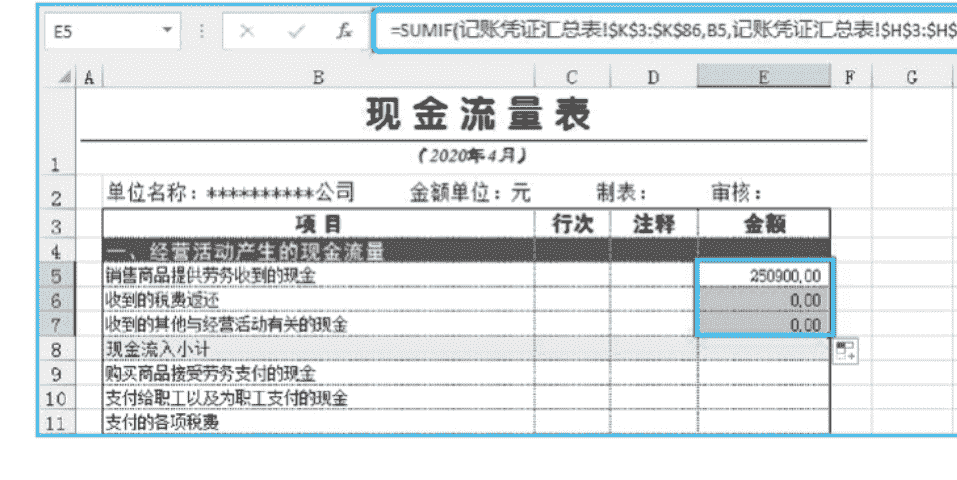 E5 fx =SUMIF(记账凭证汇总表!$K$3:$K$86,B5,记账凭证汇总表!$H$3:$H$
A B C D E F G
现金流量表
1 (2020年4月)
2 单位名称：**********公司 金额单位：元 制表： 审核：
3 项目 行次 注释 金额
4 一、经营活动产生的现金流量
5 销售商品提供劳务收到的现金 250900.00
6 收到的税费返还 0.00
7 收到的其他与经营活动有关的现金 0.00
8 现金流入小计
9 购买商品接受劳务支付的现金
10 支付给职工以及为职工支付的现金
11 支付的各项税费